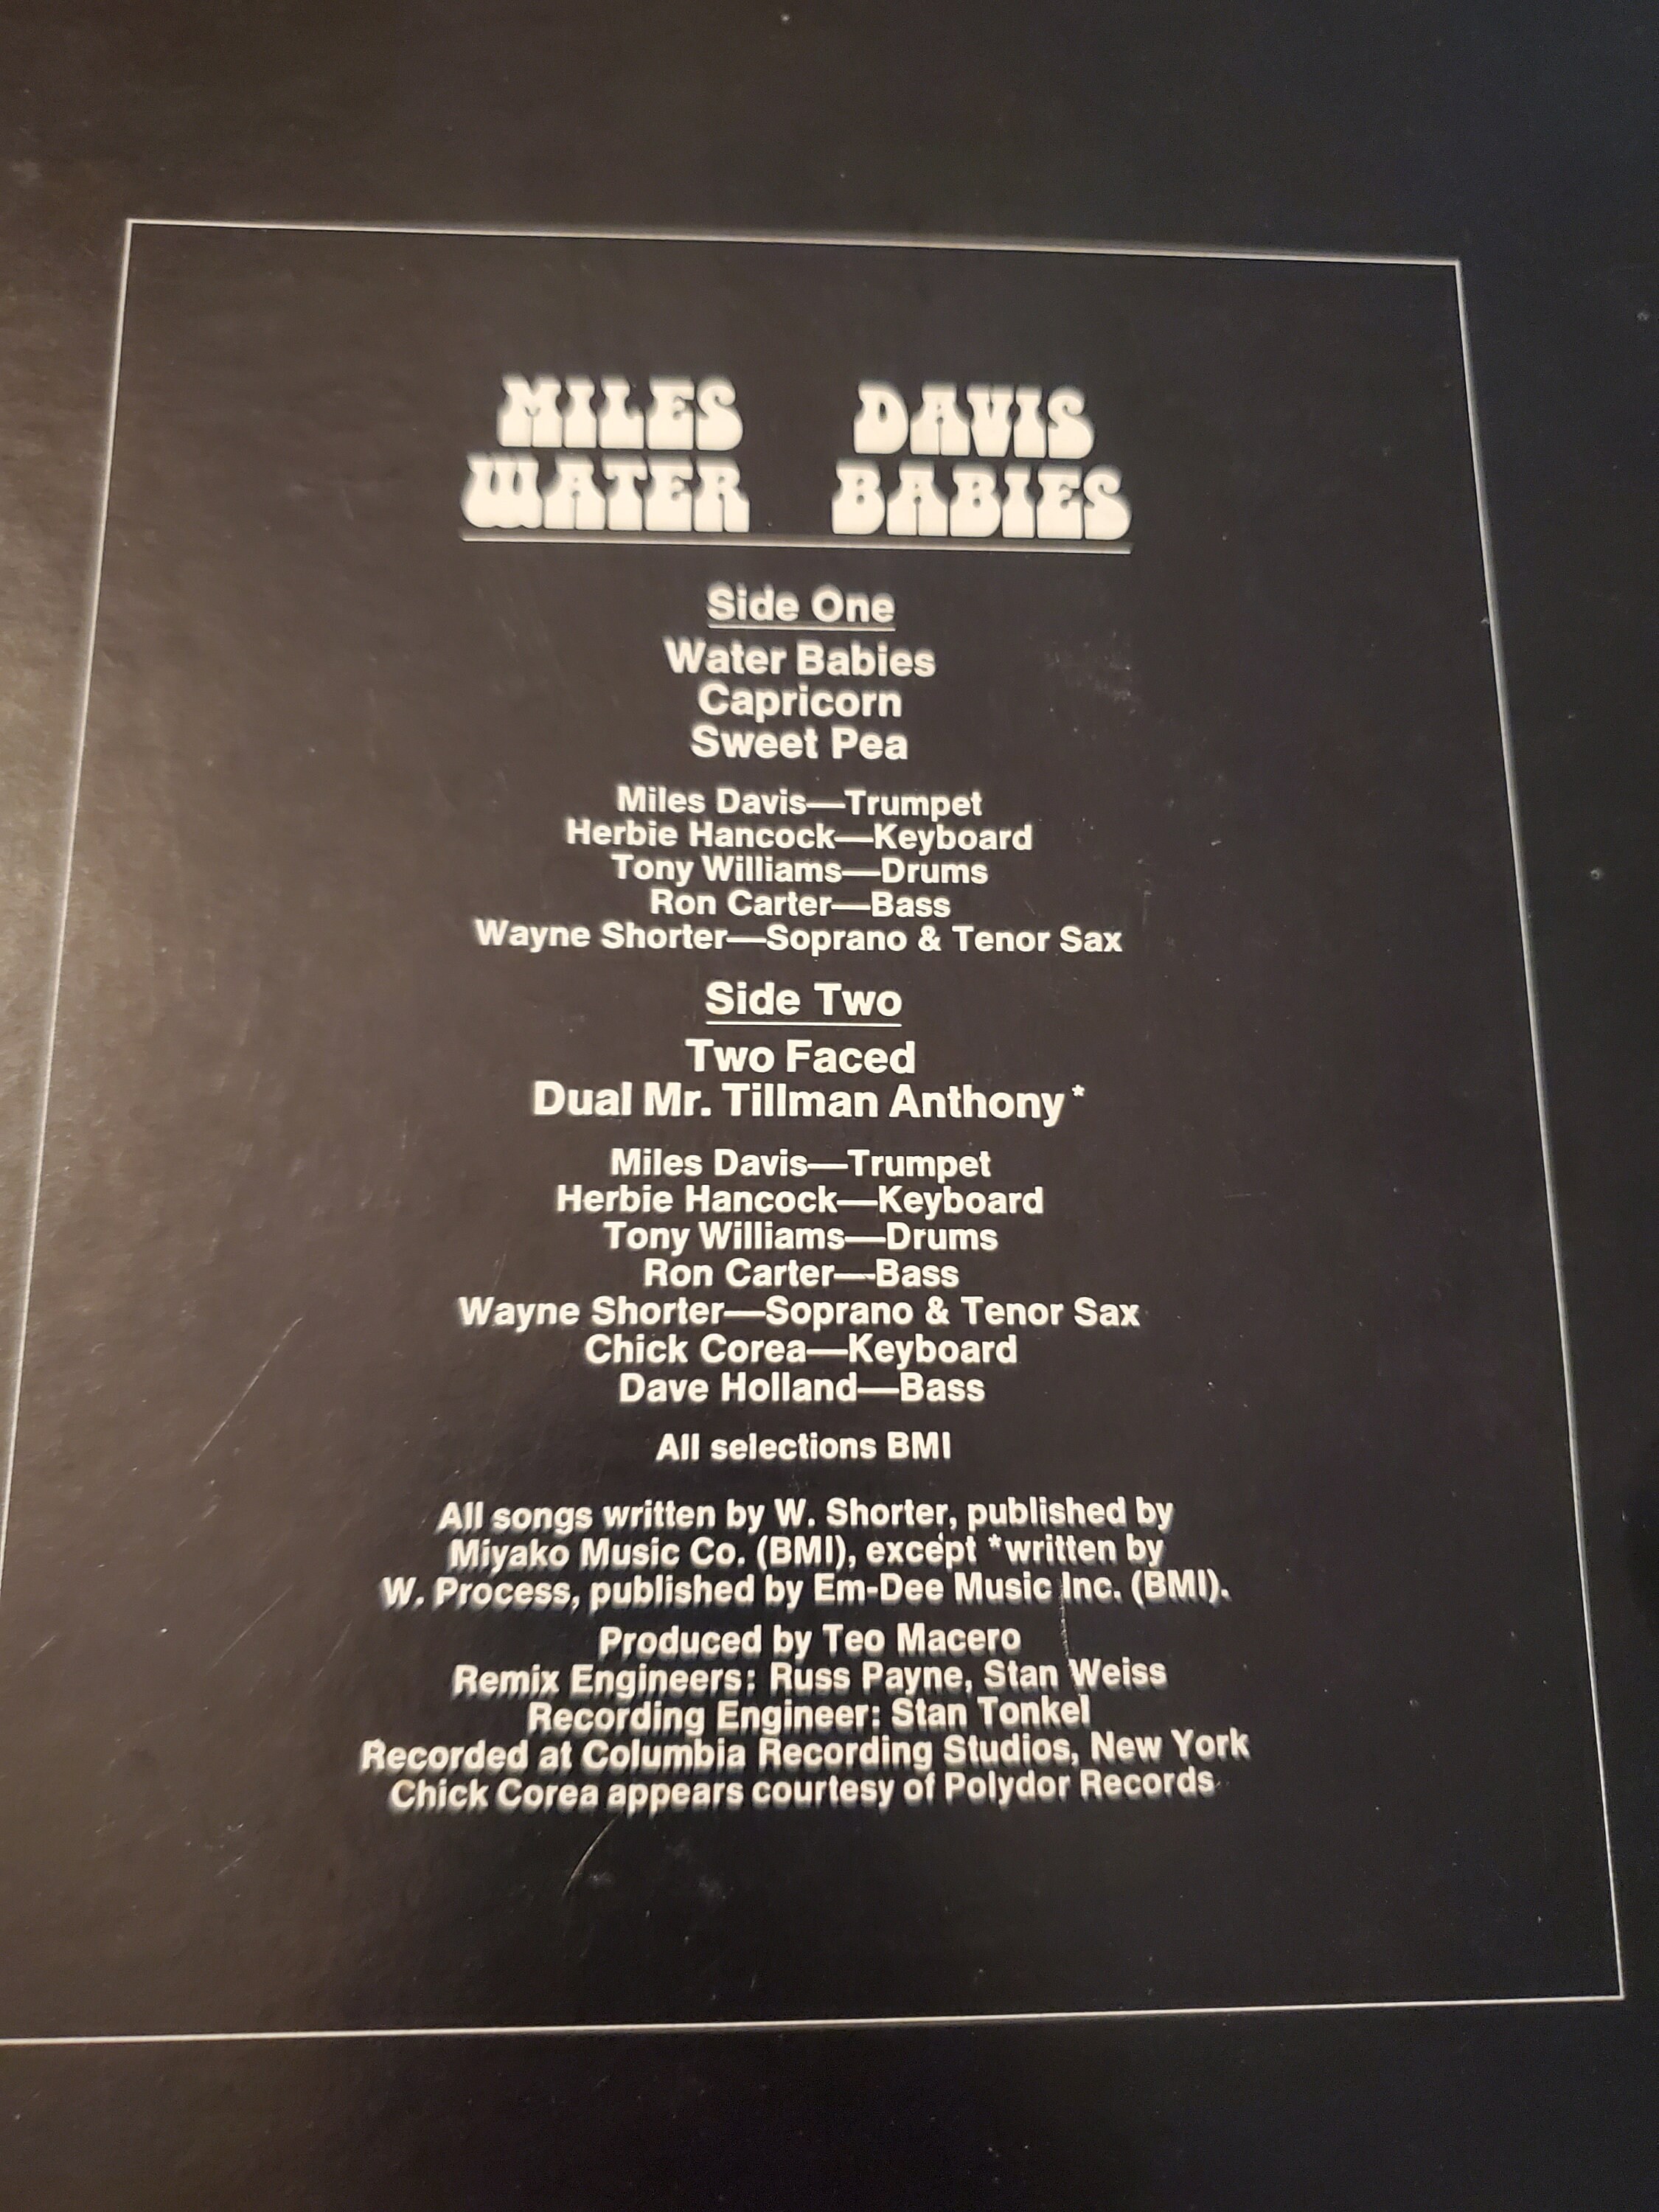 MILES DAVIS
WATER BABIES
Side One
Water Babies
Capricorn
Sweet Pea
Miles Davis—Trumpet
Herbie Hancock—Keyboard
Tony Williams—Drums
Ron Carter—Bass
Wayne Shorter—Soprano & Tenor Sax
Side Two
Two Faced
Dual Mr. Tillman Anthony*
Miles Davis—Trumpet
Herbie Hancock—Keyboard
Tony Williams—Drums
Ron Carter—Bass
Wayne Shorter—Soprano & Tenor Sax
Chick Corea—Keyboard
Dave Holland—Bass
All selections BMI
All songs written by W. Shorter, published by
Miyako Music Co. (BMI), except *written by
W. Process, published by Em-Dee Music Inc. (BMI).
Produced by Teo Macero
Remix Engineers: Russ Payne, Stan Weiss
Recording Engineer: Stan Tonkel
Recorded at Columbia Recording Studios, New York
Chick Corea appears courtesy of Polydor Records